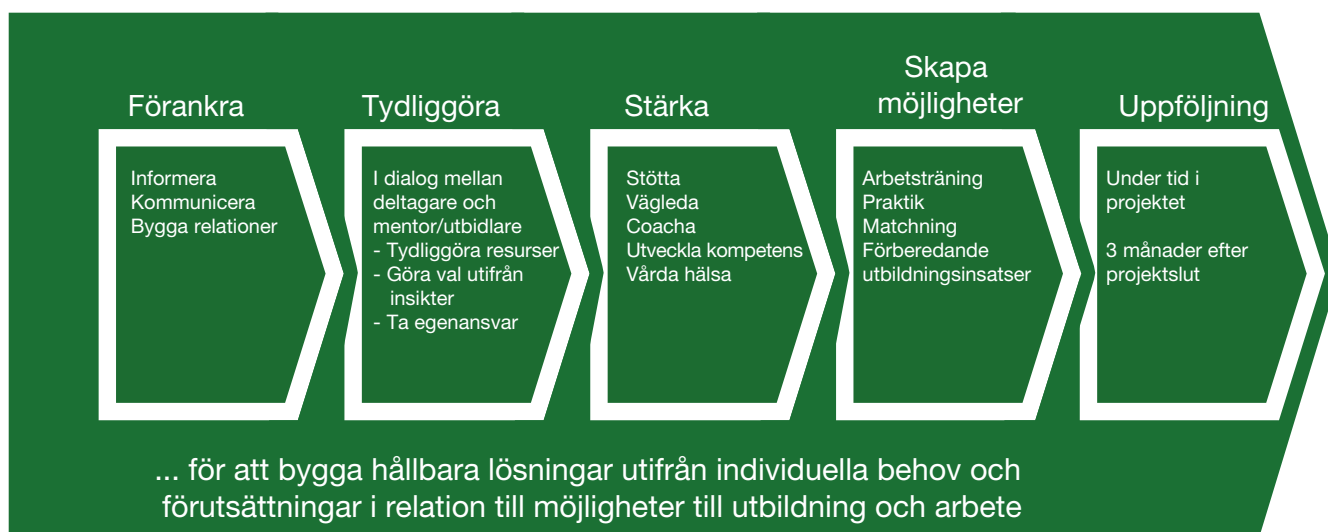 Förankra
Informera
Kommunicera
Bygga relationer
Tydliggöra
I dialog mellan
deltagare och
mentor/utbidlare
- Tydliggöra resurser
- Göra val utifrån
insikter
- Ta egenansvar
Stärka
Stötta
Vägleda
Coacha
Utveckla kompetens
Vårda hälsa
Skapa
möjligheter
Arbetsträning
Praktik
Matchning
Förberedande
utbildningsinsatser
Uppföljning
Under tid i
projektet
3 månader efter
projektslut
... för att bygga hållbara lösningar utifrån individuella behov och
förutsättningar i relation till möjligheter till utbildning och arbete